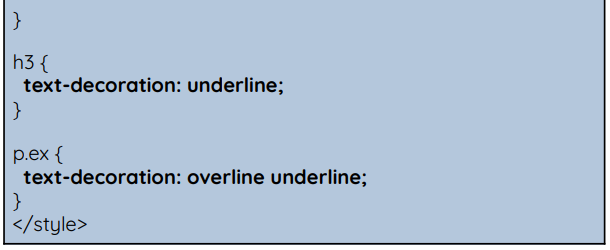 }
h3 {
text-decoration: underline;
}
p.ex {
text-decoration: overline underline;
}
</style>